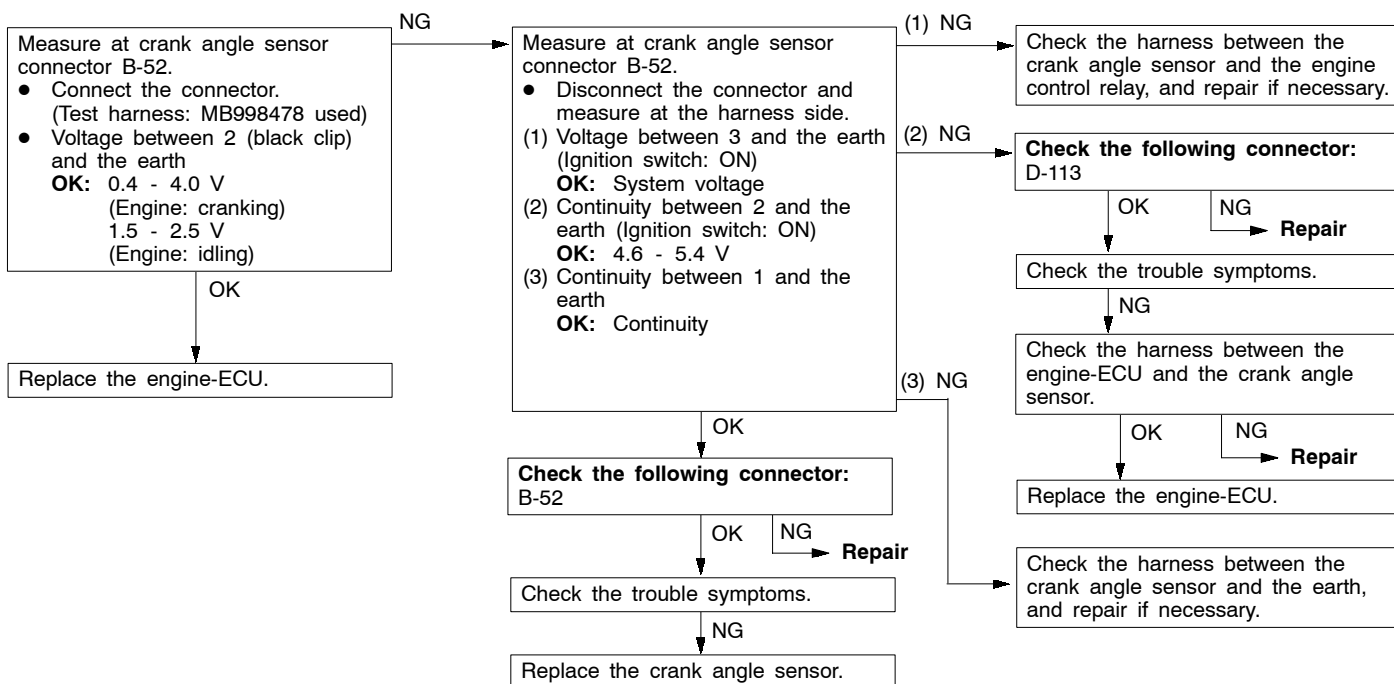 NG
Measure at crank angle sensor
connector B-52.
● Connect the connector.
(Test harness: MB998478 used)
● Voltage between 2 (black clip)
and the earth
OK: 0.4 - 4.0 V
(Engine: cranking)
1.5 - 2.5 V
(Engine: idling)
OK
Replace the engine-ECU.
Measure at crank angle sensor
connector B-52.
● Disconnect the connector and
measure at the harness side.
(1) Voltage between 3 and the earth
(Ignition switch: ON)
OK: System voltage
(2) Continuity between 2 and the
earth (Ignition switch: ON)
OK: 4.6 - 5.4 V
(3) Continuity between 1 and the
earth
OK: Continuity
OK
Check the following connector:
B-52
OK
NG
Repair
Check the trouble symptoms.
NG
Replace the crank angle sensor.
(1) NG
Check the harness between the
crank angle sensor and the engine
control relay, and repair if necessary.
(2) NG
Check the following connector:
D-113
OK
NG
Repair
Check the trouble symptoms.
NG
Check the harness between the
engine-ECU and the crank angle
sensor.
OK
NG
Repair
Replace the engine-ECU.
(3) NG
Check the harness between the
crank angle sensor and the earth,
and repair if necessary.